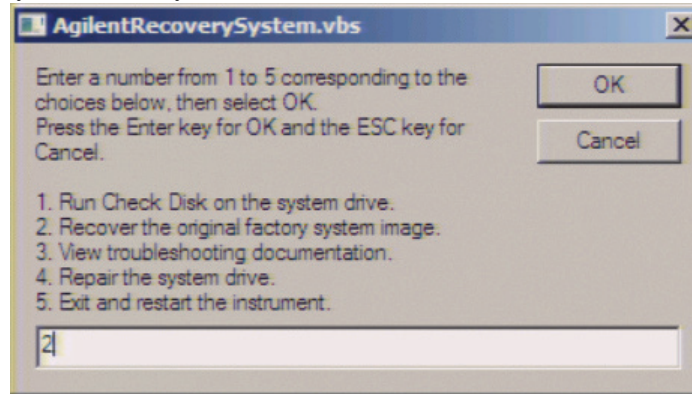 AgilentRecoverySystem.vbs
Enter a number from 1 to 5 corresponding to the
choices below, then select OK.
Press the Enter key for OK and the ESC key for
Cancel.
OK
Cancel
1. Run Check Disk on the system drive.
2. Recover the original factory system image.
3. View troubleshooting documentation.
4. Repair the system drive.
5. Exit and restart the instrument.
2